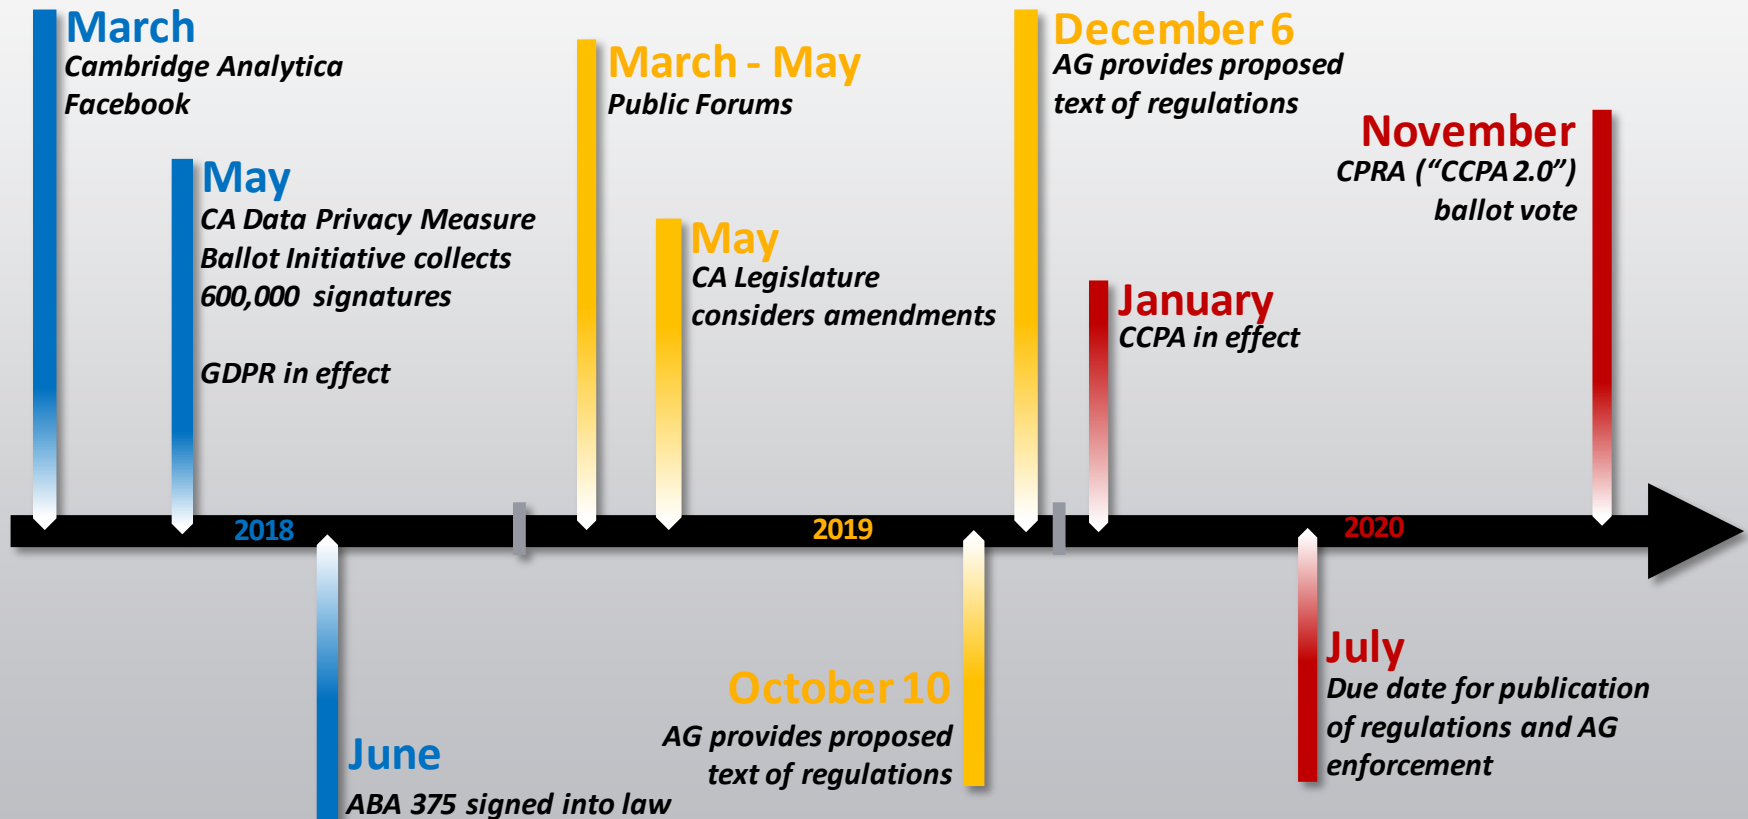 March
Cambridge Analytica
Facebook
May
CA Data Privacy Measure
Ballot Initiative collects
600,000 signatures
GDPR in effect
June
ABA 375 signed into law
2018
March - May
Public Forums
May
CA Legislature
considers amendments
October 10
AG provides proposed
text of regulations
December 6
AG provides proposed
text of regulations
2019
January
CCPA in effect
July
Due date for publication
of regulations and AG
enforcement
November
CPRA (“CCPA 2.0”)
ballot vote
2020